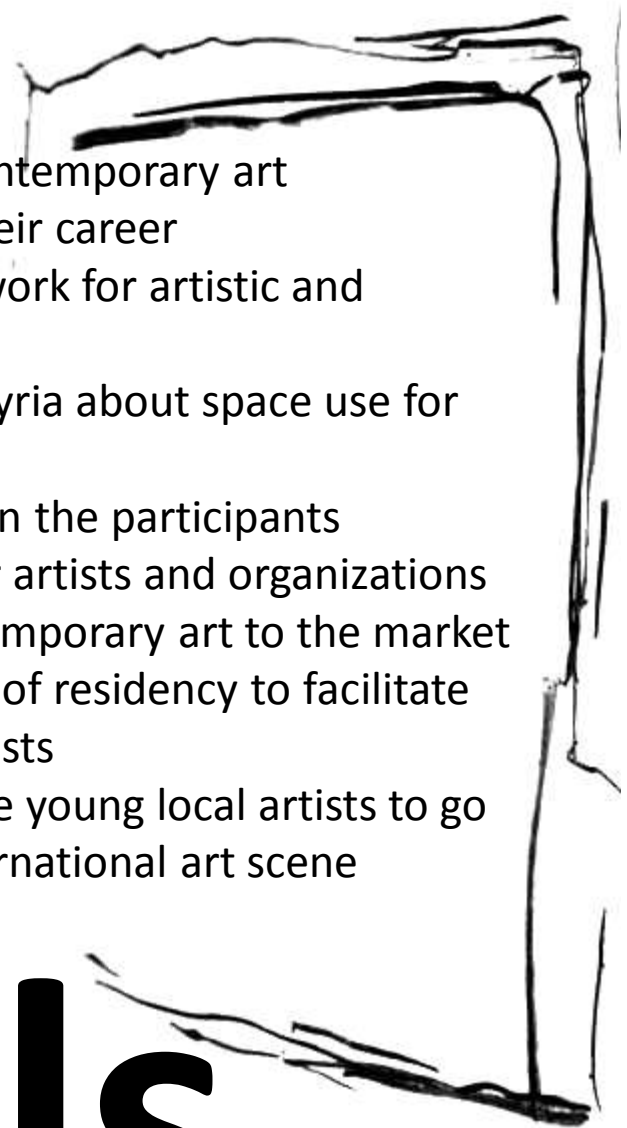 ntemporary art
eir career
work for artistic and
yria about space use for
n the participants
r artists and organizations
mporary art to the market
of residency to facilitate
sts
e young local artists to go
rnational art scene
ls